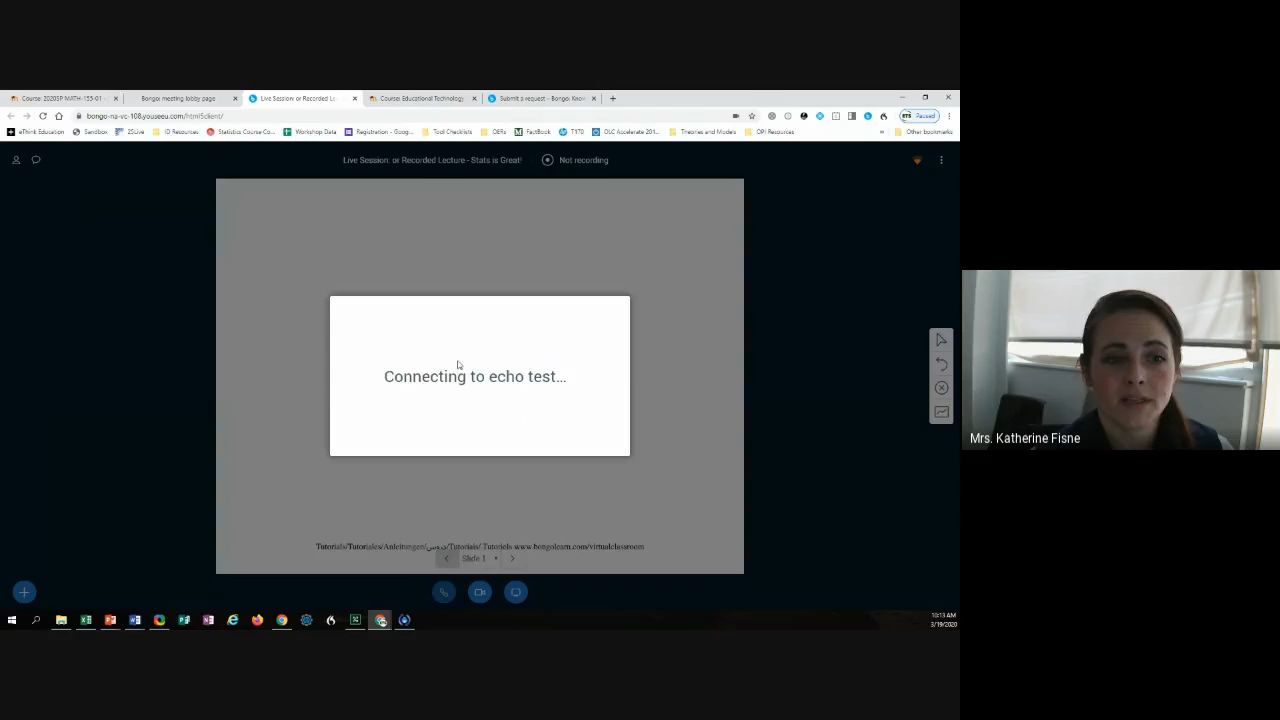 Course: 2020SP MATH-155-01
Bongo: meeting lobby page
Live Session: or Recorded Le
Course: Educational Technology
Submit a request – Bongo: Know
bongo-na-vc-108.youseeu.com/html5client/
Paused
eThink Education
Sandbox
25Live
ID Resources
Statistics Course Co...
Workshop Data
Registration - Goog...
Tool Checklists
OERs
FactBook
T170
OLC Accelerate 201...
Theories and Models
OPI Resources
Other bookmarks
Live Session: or Recorded Lecture - Stats is Great!
Not recording
Connecting to echo test...
Mrs. Katherine Fisne
Tutorials/Tutoriales/Anleitungen/دروس/Tutorials/ Tutoriels www.bongolearn.com/virtualclassroom
Slide 1
10:13 AM
3/19/2020